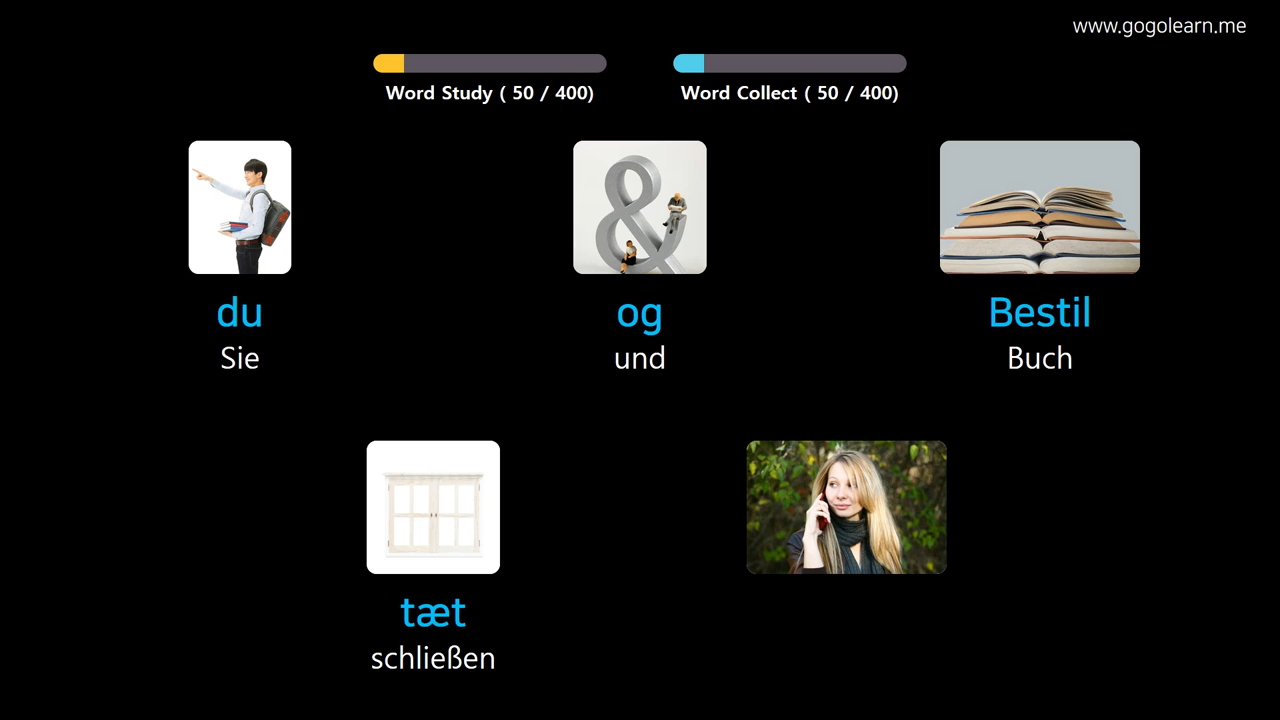 www.gogolearn.me
Word Study ( 50 / 400)
Word Collect ( 50 / 400)
du
Sie
og
und
Bestil
Buch
tæt
schließen